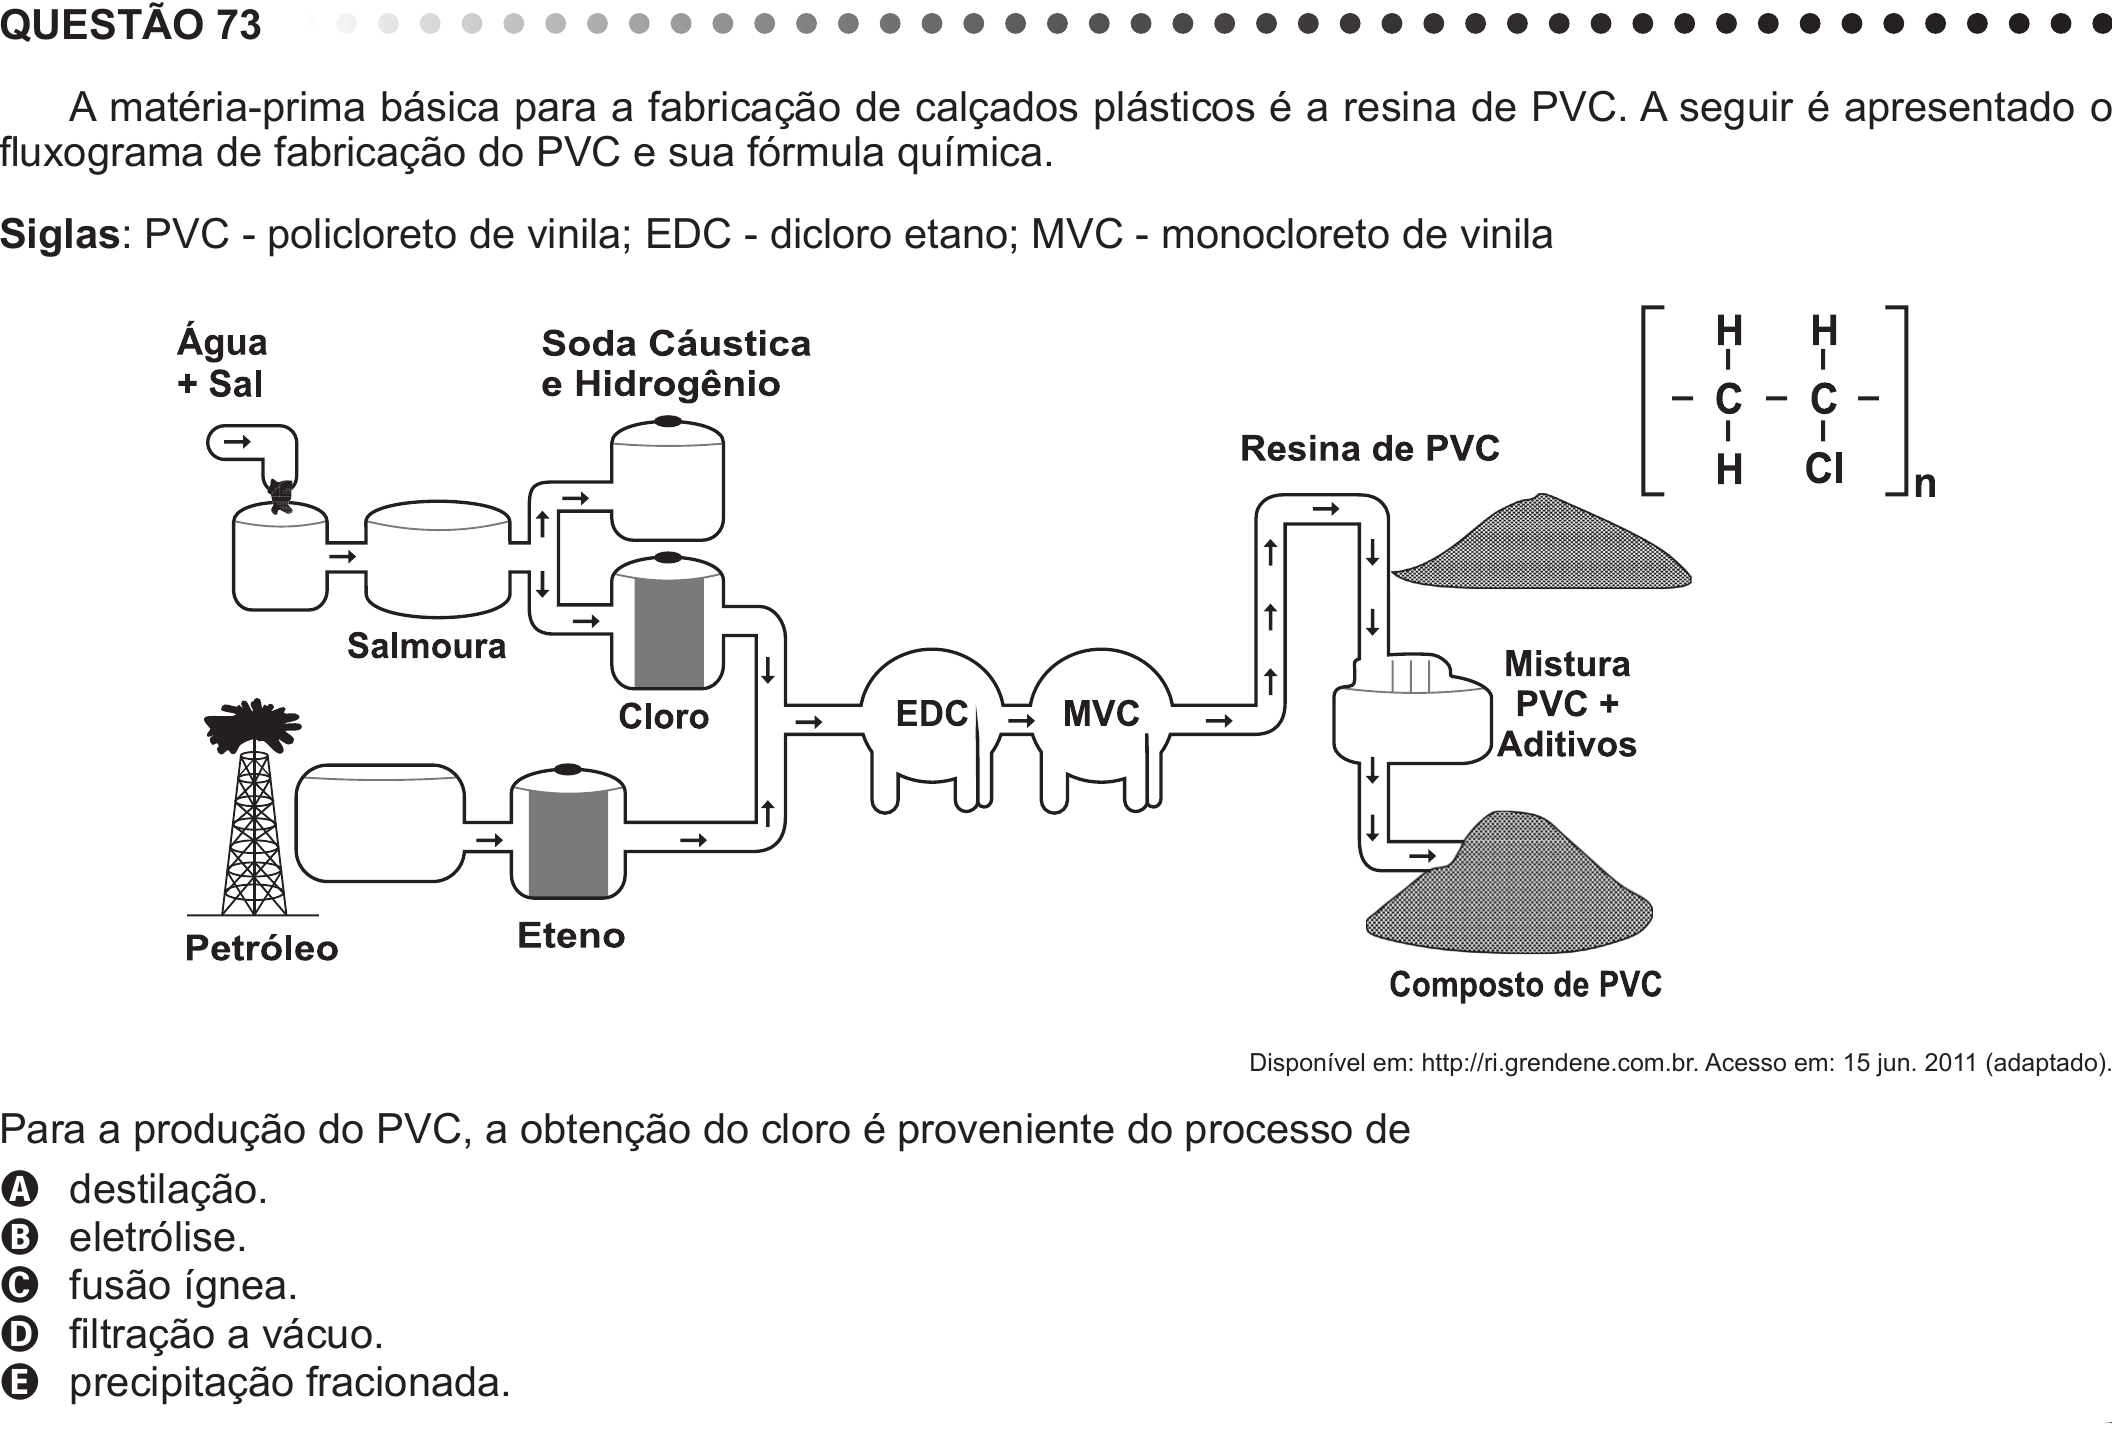 QUESTÃO 73
A matéria-prima básica para a fabricação de calçados plásticos é a resina de PVC. A seguir é apresentado o
fluxograma de fabricação do PVC e sua fórmula química.
Siglas: PVC - policloreto de vinila; EDC - dicloro etano; MVC - monocloreto de vinila
Água
+ Sal
Soda Cáustica
e Hidrogênio
Salmoura
Cloro
Petróleo
Eteno
EDC
MVC
Resina de PVC
H H
C C
H Cl
n
Mistura
PVC +
Aditivos
Composto de PVC
Disponível em: http://ri.grendene.com.br. Acesso em: 15 jun. 2011 (adaptado).
Para a produção do PVC, a obtenção do cloro é proveniente do processo de
A destilação.
B eletrólise.
C fusão ígnea.
D filtração a vácuo.
E precipitação fracionada.